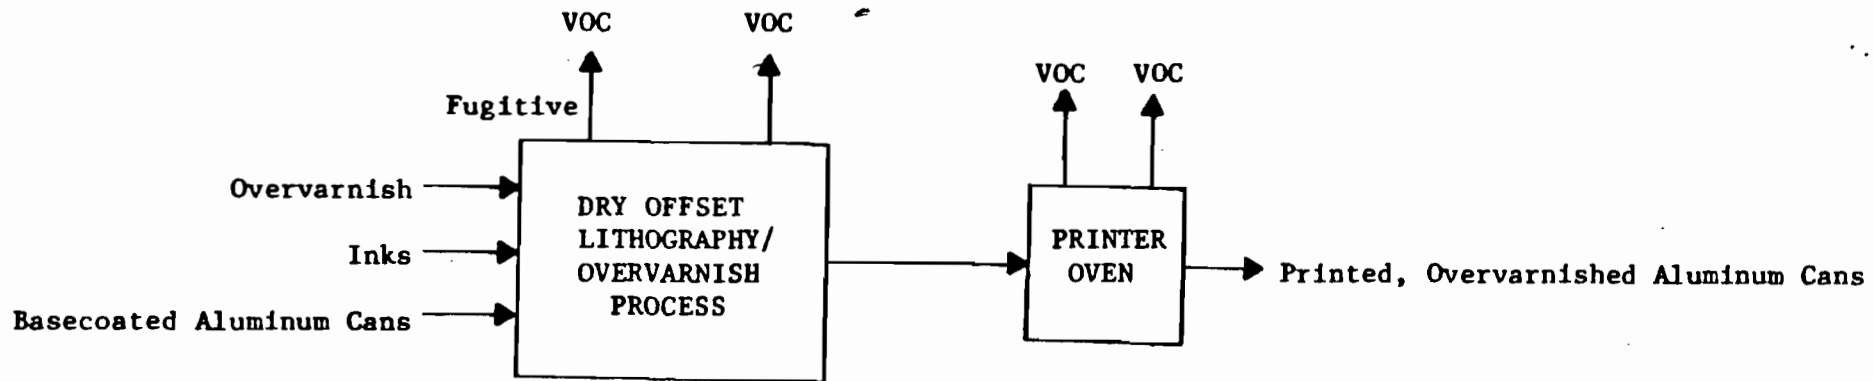 VOC
VOC
VOC
VOC
Fugitive
Overvarnish
Inks
Basecoated Aluminum Cans
DRY OFFSET
LITHOGRAPHY/
OVERVARNISH
PROCESS
PRINTER
OVEN
Printed, Overvarnished Aluminum Cans